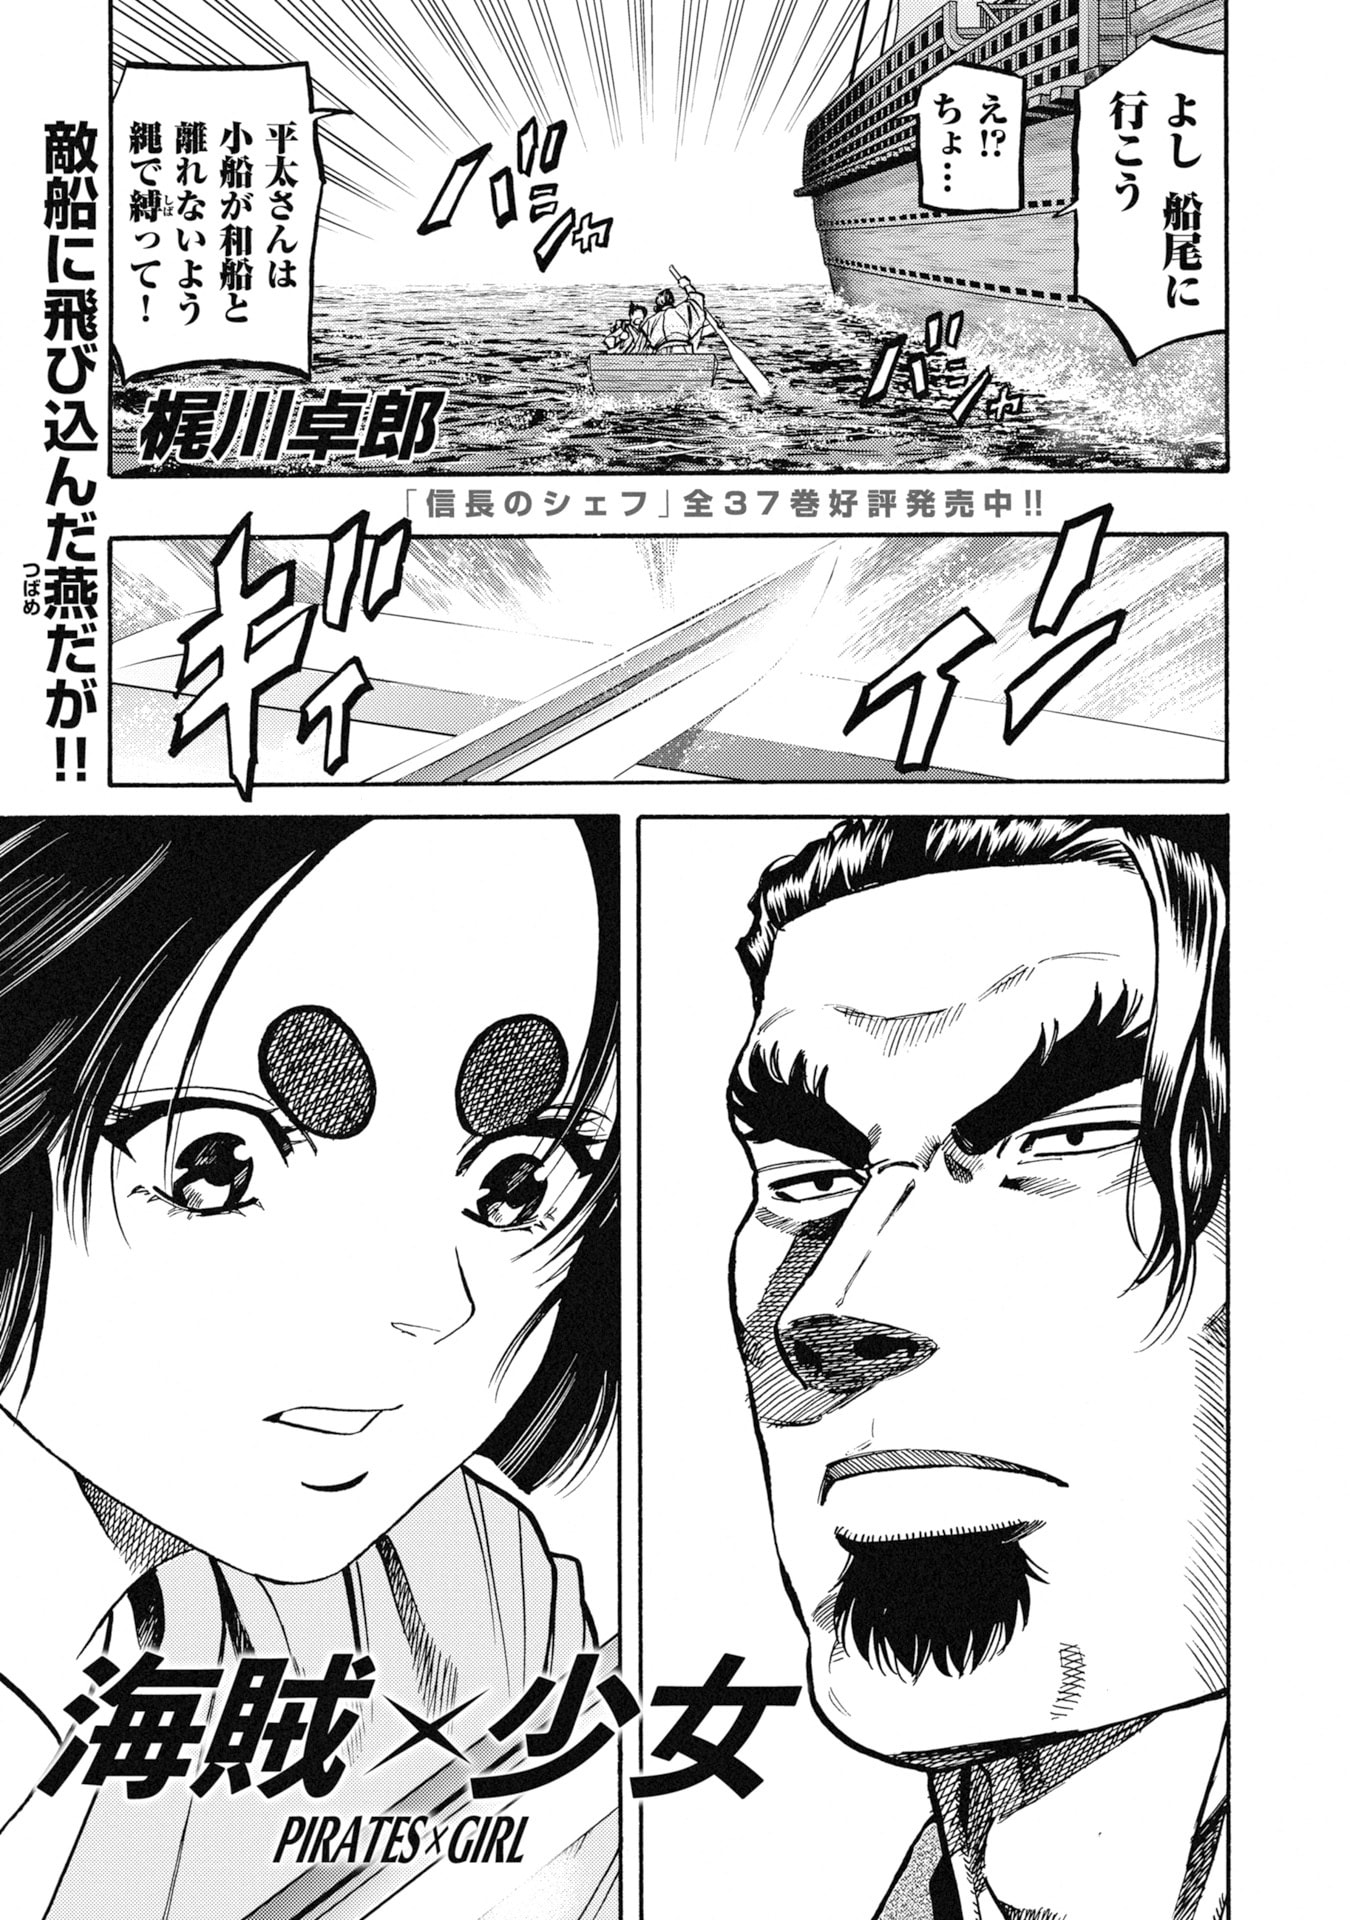 よし 船尾に
行こう
え!?
ちょ…
平太さんは
小船が和船と
離れないよう
縄で縛って!
しば
バシャ
バシャ
梶川卓郎
「信長のシェフ」全37巻好評発売中!!
敵船に飛び込んだ燕だが!!
つばめ
ギィ
ィィ
海賊×少女
PIRATES×GIRL